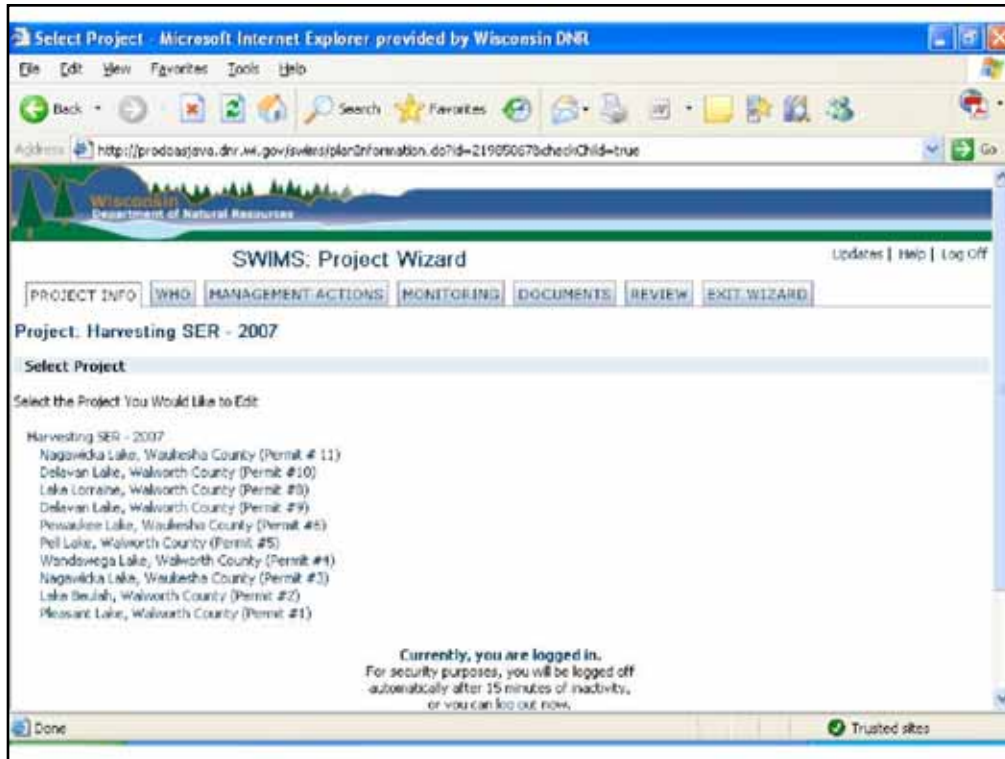 Select Project - Microsoft Internet Explorer provided by Wisconsin DNR
File Edit View Favorites Tools Help
Back Search Favorites
Address http://prodoasjava.dnr.wi.gov/swims/planInformation.do?id=21985067&checkChild=true Go
Wisconsin
Department of Natural Resources
SWIMS: Project Wizard
Updates | Help | Log Off
PROJECT INFO WHO MANAGEMENT ACTIONS MONITORING DOCUMENTS REVIEW EXIT WIZARD
Project: Harvesting SER - 2007
Select Project
Select the Project You Would Like to Edit
Harvesting SER - 2007
Nagawicka Lake, Waukesha County (Permit # 11)
Delavan Lake, Walworth County (Permit #10)
Lake Lorraine, Walworth County (Permit #8)
Delavan Lake, Walworth County (Permit #9)
Pewaukee Lake, Waukesha County (Permit #6)
Pell Lake, Walworth County (Permit #5)
Wandawega Lake, Walworth County (Permit #4)
Nagawicka Lake, Waukesha County (Permit #3)
Lake Beulah, Walworth County (Permit #2)
Pleasant Lake, Walworth County (Permit #1)
Currently, you are logged in.
For security purposes, you will be logged off
automatically after 15 minutes of inactivity,
or you can log out now.
Done Trusted sites